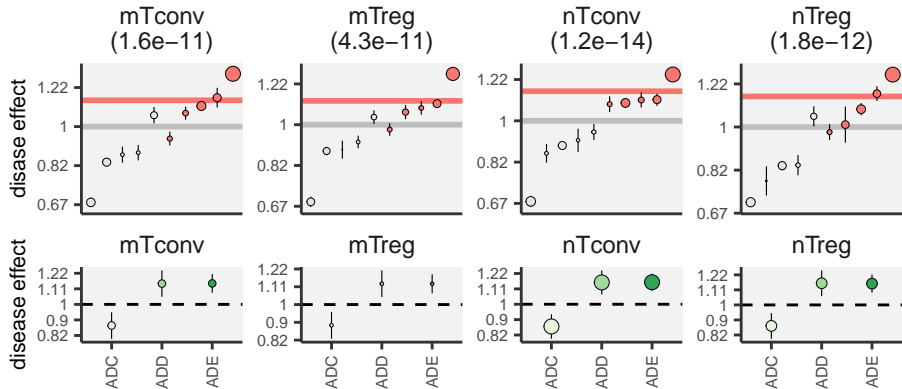 mTconv
(1.6e−11)
mTreg
(4.3e−11)
nTconv
(1.2e−14)
nTreg
(1.8e−12)
disase effect
1.22
1
0.82
0.67
1.22
1
0.82
0.67
1.22
1
0.82
0.67
1.22
1
0.82
0.67
mTconv
mTreg
nTconv
nTreg
disease effect
1.22
1.11
1
0.9
0.82
1.22
1.11
1
0.9
0.82
1.22
1.11
1
0.9
0.82
1.22
1.11
1
0.9
0.82
ADC
ADD
ADE
ADC
ADD
ADE
ADC
ADD
ADE
ADC
ADD
ADE